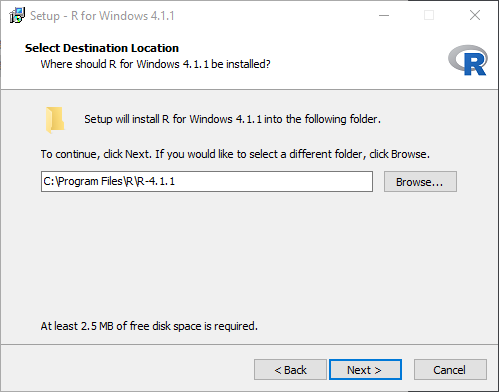 Setup - R for Windows 4.1.1
Select Destination Location
Where should R for Windows 4.1.1 be installed?
R
Setup will install R for Windows 4.1.1 into the following folder.
To continue, click Next. If you would like to select a different folder, click Browse.
C:\Program Files\R\R-4.1.1
Browse...
At least 2.5 MB of free disk space is required.
< Back
Next >
Cancel